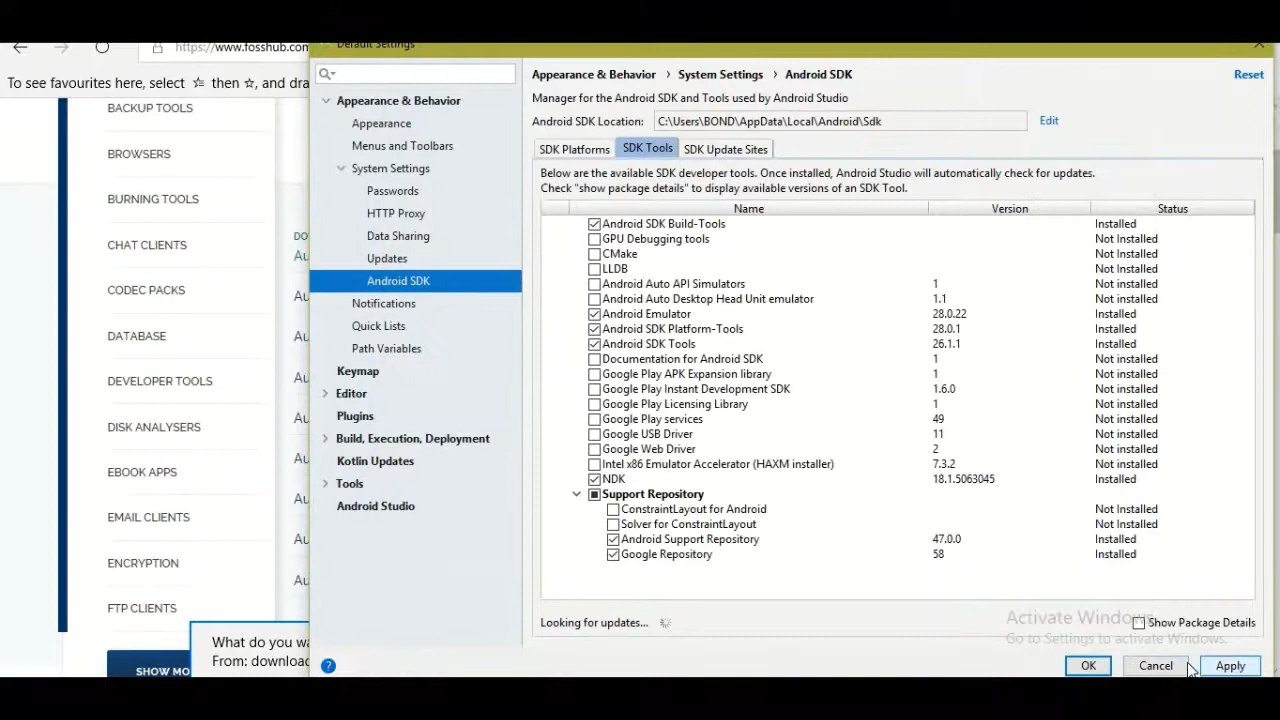 https://www.fosshub.com
To see favourites here, select then , and dra
BACKUP TOOLS
BROWSERS
BURNING TOOLS
CHAT CLIENTS
CODEC PACKS
DATABASE
DEVELOPER TOOLS
DISK ANALYSERS
EBOOK APPS
EMAIL CLIENTS
ENCRYPTION
FTP CLIENTS
SHOW MO
DO
Au
Au
Au
Au
Au
Au
Au
Au
Au
What do you wa
From: download
Default Settings
Appearance & Behavior
Appearance
Menus and Toolbars
System Settings
Passwords
HTTP Proxy
Data Sharing
Updates
Android SDK
Notifications
Quick Lists
Path Variables
Keymap
Editor
Plugins
Build, Execution, Deployment
Kotlin Updates
Tools
Android Studio
Appearance & Behavior › System Settings › Android SDK Reset
Manager for the Android SDK and Tools used by Android Studio
Android SDK Location: C:\Users\BOND\AppData\Local\Android\Sdk Edit
SDK Platforms SDK Tools SDK Update Sites
Below are the available SDK developer tools. Once installed, Android Studio will automatically check for updates.
Check "show package details" to display available versions of an SDK Tool.
Name Version Status
Android SDK Build-Tools Installed
GPU Debugging tools Not Installed
CMake Not Installed
LLDB Not Installed
Android Auto API Simulators 1 Not installed
Android Auto Desktop Head Unit emulator 1.1 Not installed
Android Emulator 28.0.22 Installed
Android SDK Platform-Tools 28.0.1 Installed
Android SDK Tools 26.1.1 Installed
Documentation for Android SDK 1 Not installed
Google Play APK Expansion library 1 Not installed
Google Play Instant Development SDK 1.6.0 Not installed
Google Play Licensing Library 1 Not installed
Google Play services 49 Not installed
Google USB Driver 11 Not installed
Google Web Driver 2 Not installed
Intel x86 Emulator Accelerator (HAXM installer) 7.3.2 Not installed
NDK 18.1.5063045 Installed
Support Repository
ConstraintLayout for Android Not Installed
Solver for ConstraintLayout Not Installed
Android Support Repository 47.0.0 Installed
Google Repository 58 Installed
Looking for updates... Show Package Details
Activate Windows
Go to Settings to activate Windows.
? OK Cancel Apply